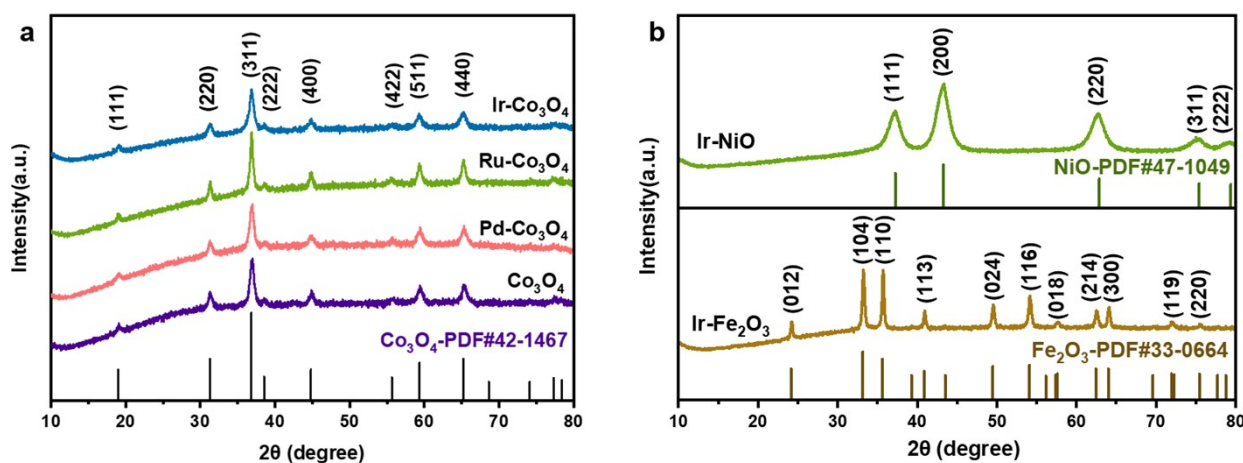 a
Intensity(a.u.)
(111)
(220)
(311)
(222)
(400)
(422)
(511)
(440)
Ir-Co₃O₄
Ru-Co₃O₄
Pd-Co₃O₄
Co₃O₄
Co₃O₄-PDF#42-1467
10 20 30 40 50 60 70 80
2θ (degree)
b
Intensity(a.u.)
(111)
(200)
(220)
(311)
(222)
Ir-NiO
NiO-PDF#47-1049
(012)
(104)
(110)
(113)
(024)
(116)
(018)
(214)
(300)
(119)
(220)
Ir-Fe₂O₃
Fe₂O₃-PDF#33-0664
10 20 30 40 50 60 70 80
2θ (degree)